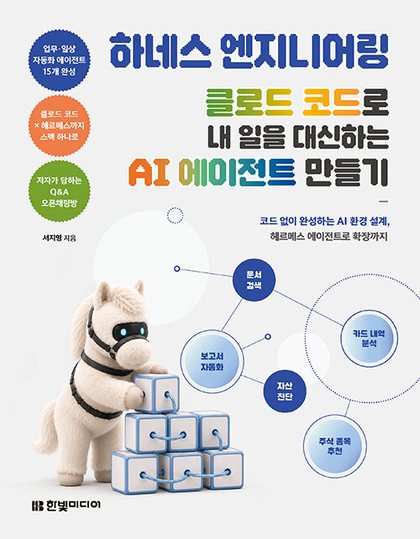 업무·일상
자동화 에이전트
15개 완성
하네스 엔지니어링
클로드 코드
× 헤르메스까지
스택 하나로
클로드 코드로
내 일을 대신하는
AI 에이전트 만들기
저자가 답하는
Q&A
오픈채팅방
서지영 지음
코드 없이 완성하는 AI 환경 설계,
헤르메스 에이전트로 확장까지
문서
검색
카드 내역
분석
보고서
자동화
자산
진단
주식 종목
추천
한빛미디어